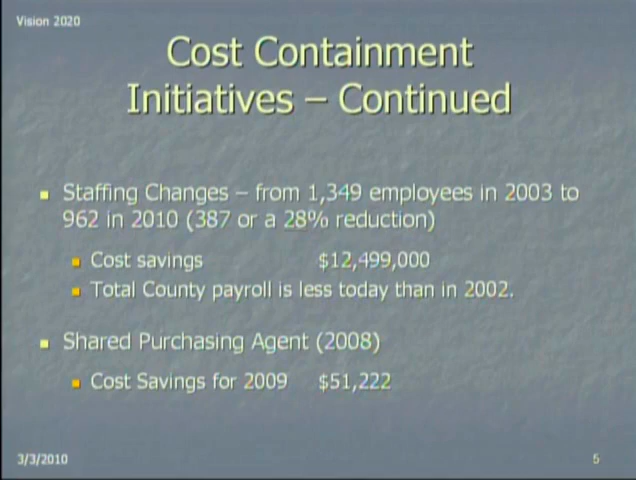 Vision 2020
Cost Containment
Initiatives – Continued
Staffing Changes – from 1,349 employees in 2003 to
962 in 2010 (387 or a 28% reduction)
Cost savings $12,499,000
Total County payroll is less today than in 2002.
Shared Purchasing Agent (2008)
Cost Savings for 2009 $51,222
3/3/2010 5